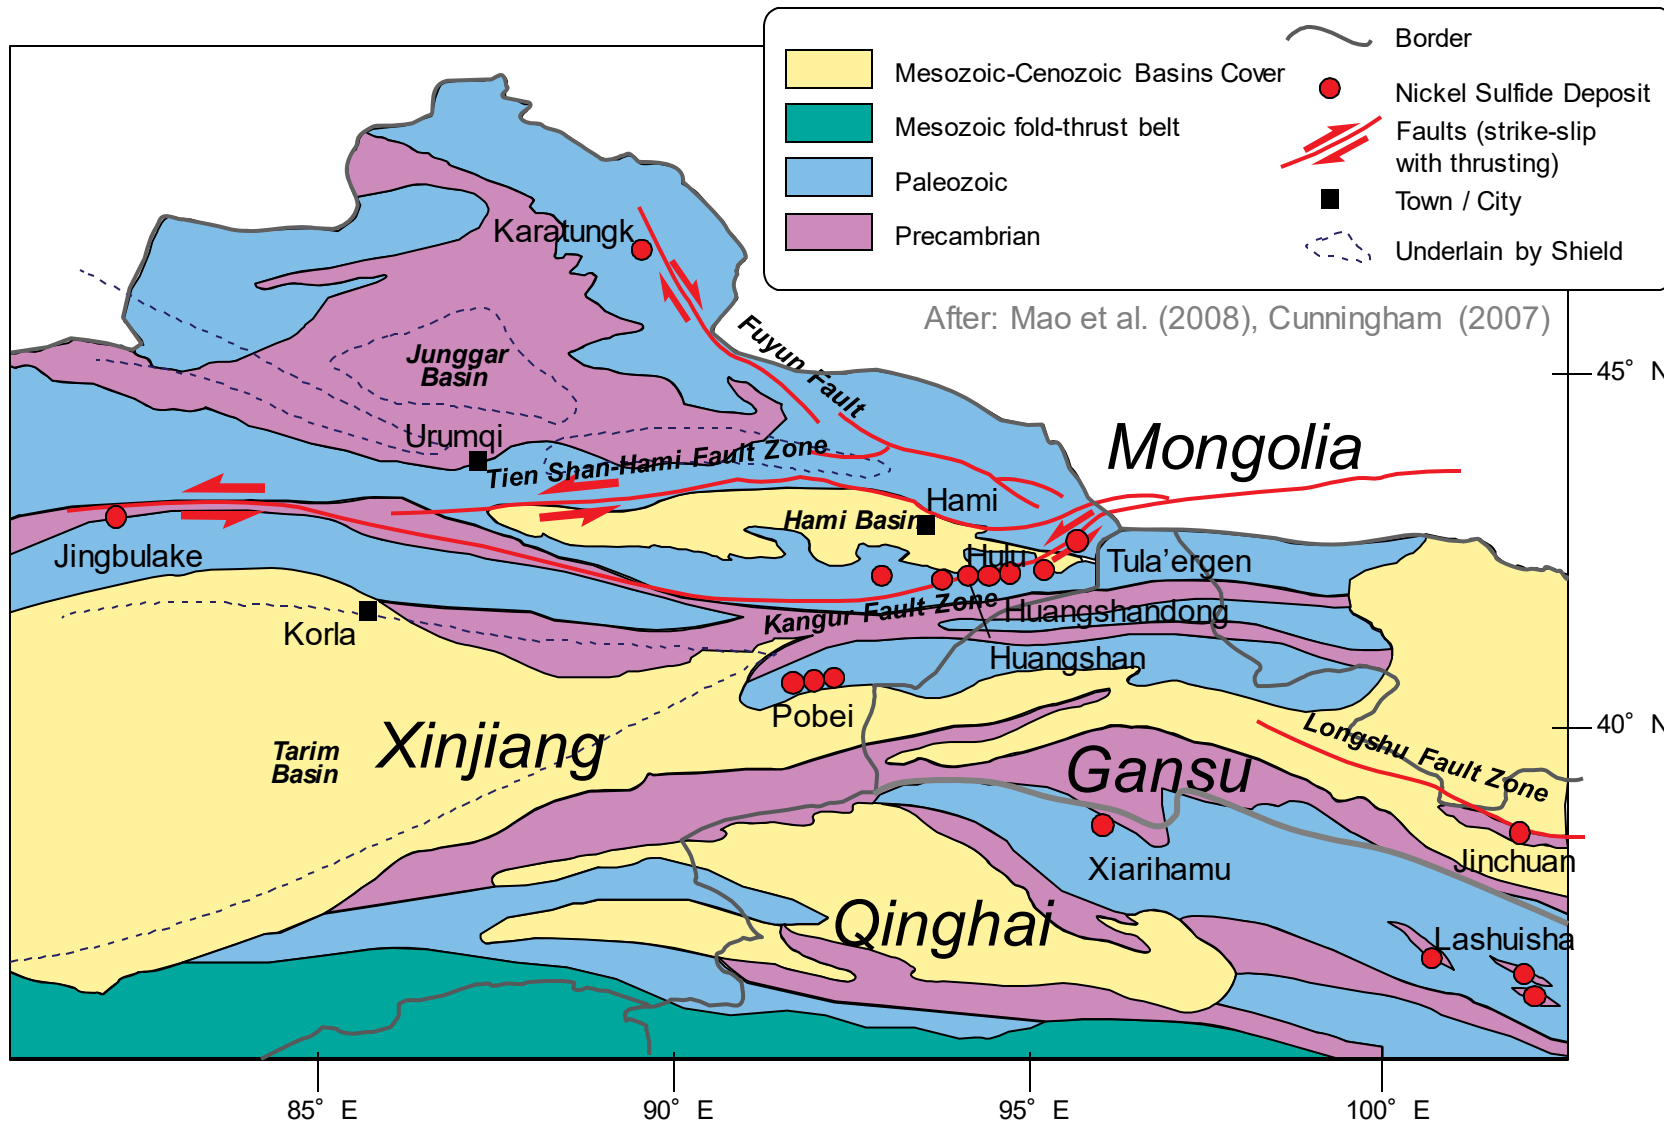 Mesozoic-Cenozoic Basins Cover
Mesozoic fold-thrust belt
Paleozoic
Precambrian
Border
Nickel Sulfide Deposit
Faults (strike-slip
with thrusting)
Town / City
Underlain by Shield
After: Mao et al. (2008), Cunningham (2007)
Karatungk
Fuyun Fault
Junggar
Basin
45° N
Urumqi
Tien Shan-Hami Fault Zone
Mongolia
Hami
Hami Basin
Jingbulake
Hulu
Tula’ergen
Korla
Kangur Fault Zone
Huangshandong
Huangshan
Pobei
40° N
Xinjiang
Tarim
Basin
Gansu
Longshu Fault Zone
Jinchuan
Xiarihamu
Qinghai
Lashuisha
85° E
90° E
95° E
100° E